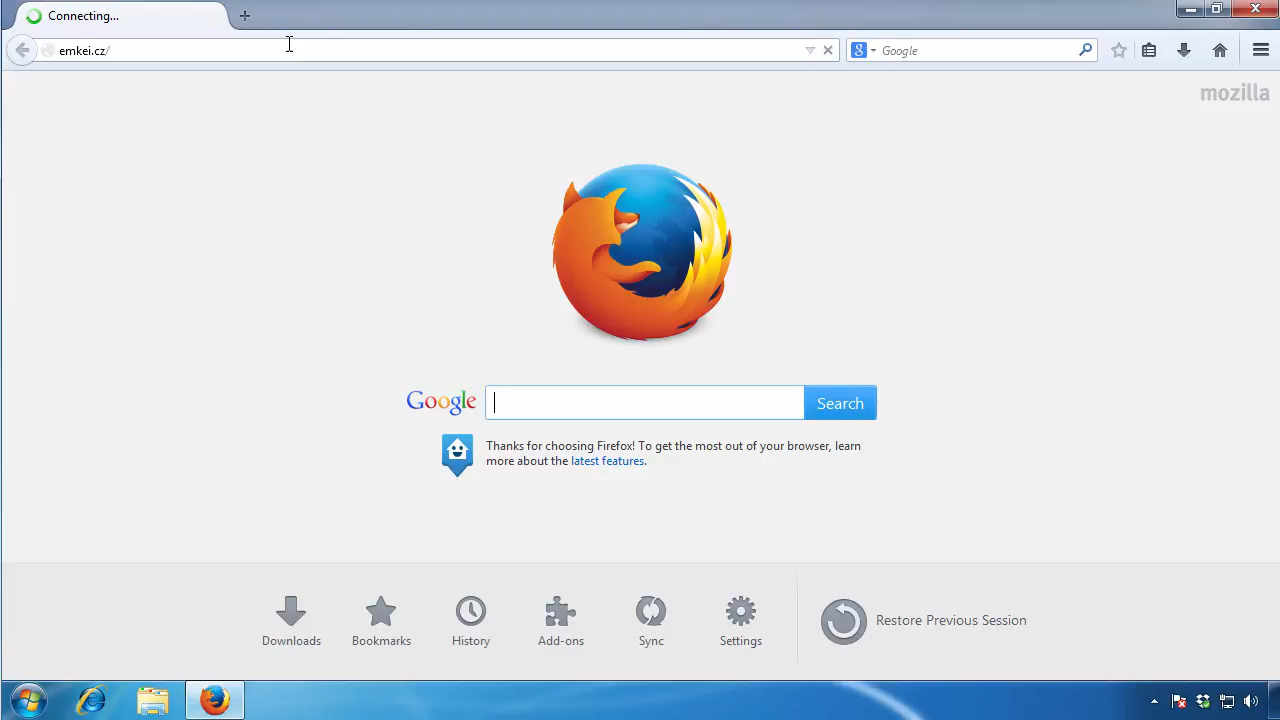 Connecting...
emkei.cz/
Google
mozilla
Google
Search
Thanks for choosing Firefox! To get the most out of your browser, learn
more about the latest features.
Downloads
Bookmarks
History
Add-ons
Sync
Settings
Restore Previous Session